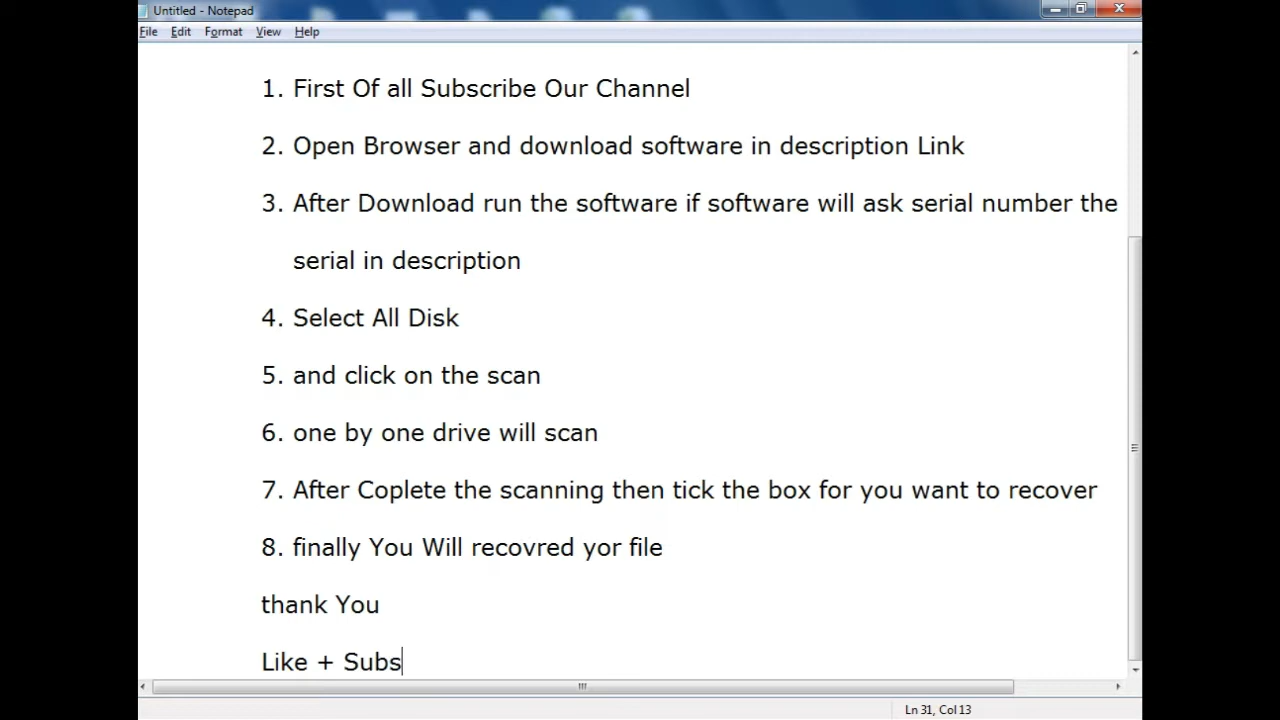 Untitled - Notepad
File Edit Format View Help
1. First Of all Subscribe Our Channel
2. Open Browser and download software in description Link
3. After Download run the software if software will ask serial number the
serial in description
4. Select All Disk
5. and click on the scan
6. one by one drive will scan
7. After Coplete the scanning then tick the box for you want to recover
8. finally You Will recovred yor file
thank You
Like + Subs
Ln 31, Col 13